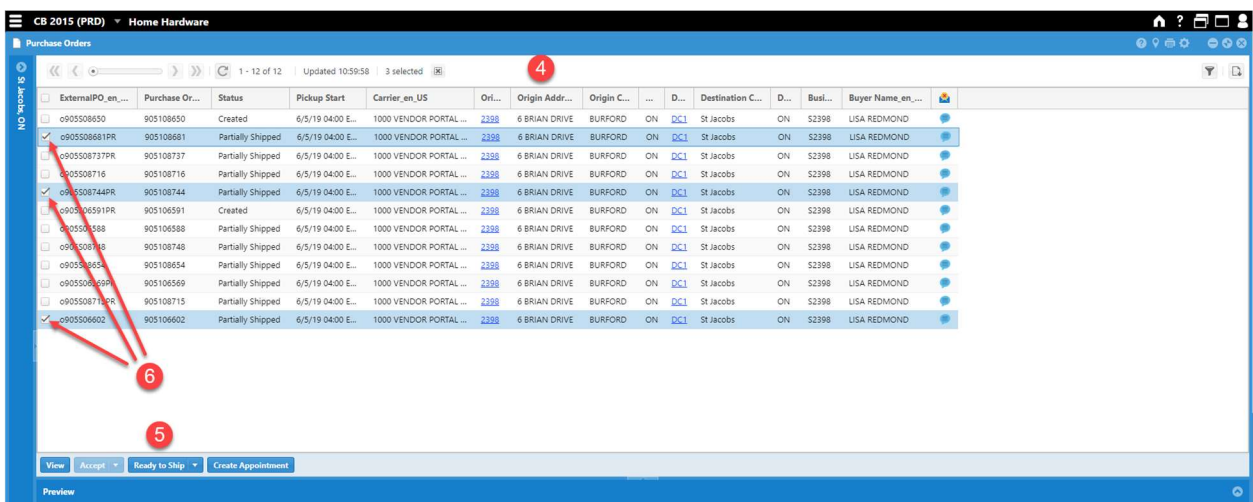 CB 2015 (PRD) Home Hardware ?
Purchase Orders
St Jacobs, ON
1 - 12 of 12 Updated 10:59:58 3 selected 4
ExternalPO_en_... Purchase Or... Status Pickup Start Carrier_en_US Ori... Origin Addr... Origin C... ... D... Destination C... D... Busi... Buyer Name_en_...
o905S08650 905108650 Created 6/5/19 04:00 E... 1000 VENDOR PORTAL ... 2398 6 BRIAN DRIVE BURFORD ON DC1 St Jacobs ON S2398 LISA REDMOND
o905S08681PR 905108681 Partially Shipped 6/5/19 04:00 E... 1000 VENDOR PORTAL ... 2398 6 BRIAN DRIVE BURFORD ON DC1 St Jacobs ON S2398 LISA REDMOND
o905S08737PR 905108737 Partially Shipped 6/5/19 04:00 E... 1000 VENDOR PORTAL ... 2398 6 BRIAN DRIVE BURFORD ON DC1 St Jacobs ON S2398 LISA REDMOND
o905S08716 905108716 Partially Shipped 6/5/19 04:00 E... 1000 VENDOR PORTAL ... 2398 6 BRIAN DRIVE BURFORD ON DC1 St Jacobs ON S2398 LISA REDMOND
o905S08744PR 905108744 Partially Shipped 6/5/19 04:00 E... 1000 VENDOR PORTAL ... 2398 6 BRIAN DRIVE BURFORD ON DC1 St Jacobs ON S2398 LISA REDMOND
o905S06591PR 905106591 Created 6/5/19 04:00 E... 1000 VENDOR PORTAL ... 2398 6 BRIAN DRIVE BURFORD ON DC1 St Jacobs ON S2398 LISA REDMOND
905106588 Partially Shipped 6/5/19 04:00 E... 1000 VENDOR PORTAL ... 2398 6 BRIAN DRIVE BURFORD ON DC1 St Jacobs ON S2398 LISA REDMOND
o905S08748 905108748 Partially Shipped 6/5/19 04:00 E... 1000 VENDOR PORTAL ... 2398 6 BRIAN DRIVE BURFORD ON DC1 St Jacobs ON S2398 LISA REDMOND
o905S08654 905108654 Partially Shipped 6/5/19 04:00 E... 1000 VENDOR PORTAL ... 2398 6 BRIAN DRIVE BURFORD ON DC1 St Jacobs ON S2398 LISA REDMOND
905106569 Partially Shipped 6/5/19 04:00 E... 1000 VENDOR PORTAL ... 2398 6 BRIAN DRIVE BURFORD ON DC1 St Jacobs ON S2398 LISA REDMOND
o905S08715PR 905108715 Partially Shipped 6/5/19 04:00 E... 1000 VENDOR PORTAL ... 2398 6 BRIAN DRIVE BURFORD ON DC1 St Jacobs ON S2398 LISA REDMOND
o905S06602 905106602 Partially Shipped 6/5/19 04:00 E... 1000 VENDOR PORTAL ... 2398 6 BRIAN DRIVE BURFORD ON DC1 St Jacobs ON S2398 LISA REDMOND
6
5
View Accept Ready to Ship Create Appointment
Preview